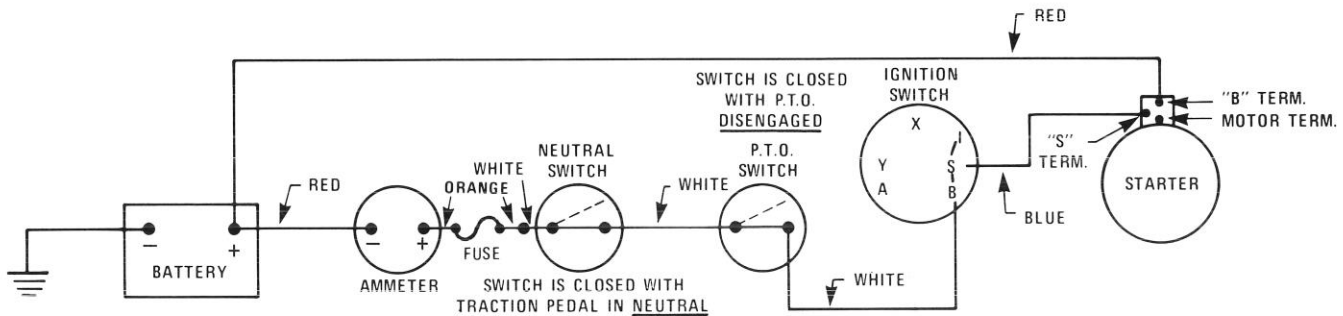 RED
SWITCH IS CLOSED
WITH P.T.O.
DISENGAGED
P.T.O.
SWITCH
IGNITION
SWITCH
X
Y
A
I
S
B
"B" TERM.
MOTOR TERM.
"S"
TERM.
STARTER
BLUE
NEUTRAL
SWITCH
WHITE
ORANGE
WHITE
RED
-
+
BATTERY
-
+
AMMETER
FUSE
SWITCH IS CLOSED WITH
TRACTION PEDAL IN NEUTRAL
WHITE